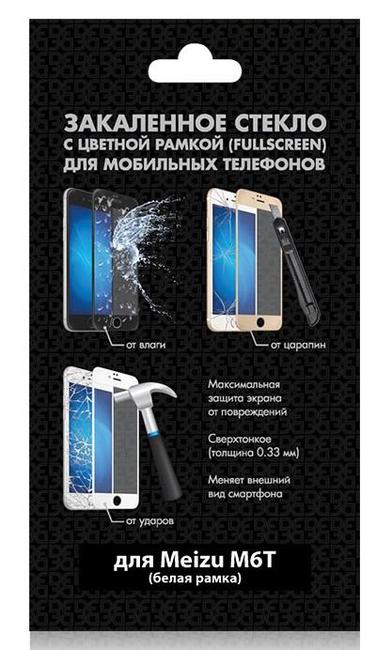 ЗАКАЛЕННОЕ СТЕКЛО
С ЦВЕТНОЙ РАМКОЙ (FULLSCREEN)
ДЛЯ МОБИЛЬНЫХ ТЕЛЕФОНОВ
от влаги
от царапин
Максимальная
защита экрана
от повреждений
Сверхтонкое
(толщина 0.33 мм)
Меняет внешний
вид смартфона
от ударов
для Meizu M6T
(белая рамка)